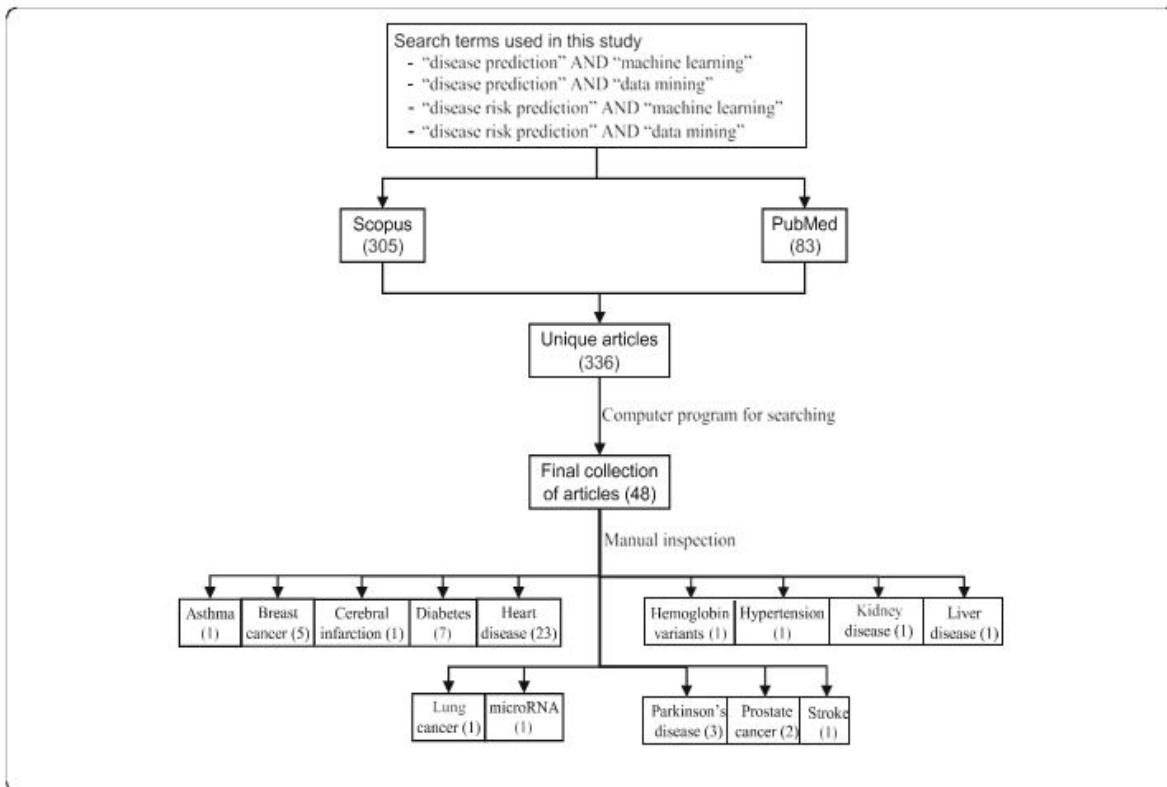 Search terms used in this study
- “disease prediction” AND “machine learning”
- “disease prediction” AND “data mining”
- “disease risk prediction” AND “machine learning”
- “disease risk prediction” AND “data mining”
Scopus
(305)
PubMed
(83)
Unique articles
(336)
Computer program for searching
Final collection
of articles (48)
Manual inspection
Asthma
(1)
Breast
cancer (5)
Cerebral
infarction (1)
Diabetes
(7)
Heart
disease (23)
Hemoglobin
variants (1)
Hypertension
(1)
Kidney
disease (1)
Liver
disease (1)
Lung
cancer (1)
microRNA
(1)
Parkinson’s
disease (3)
Prostate
cancer (2)
Stroke
(1)